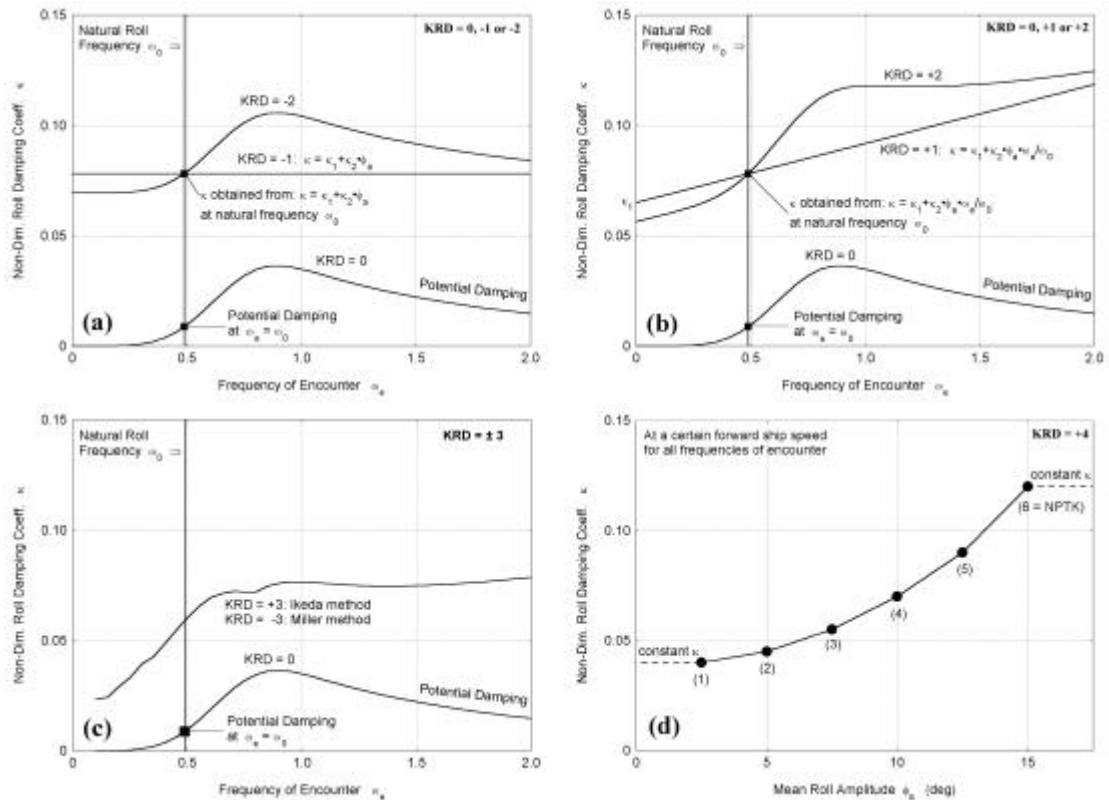 0.15
Natural Roll
Frequency ω₀ ⇒
KRD = 0, -1 or -2
KRD = -2
0.10
KRD = -1: κ = κ₁+κ₂•ϕₐ
κ obtained from: κ = κ₁+κ₂•ϕₐ
at natural frequency ω₀
0.05
KRD = 0
Potential Damping
(a)
Potential Damping
at ωₑ = ω₀
0
0 0.5 1.0 1.5 2.0
Frequency of Encounter ωₑ
Non-Dim. Roll Damping Coeff. κ
0.15
Natural Roll
Frequency ω₀ ⇒
KRD = 0, +1 or +2
KRD = +2
0.10
KRD = +1: κ = κ₁+κ₂•ϕₐ•ωₑ/ω₀
κ₁
κ obtained from: κ = κ₁+κ₂•ϕₐ•ωₑ/ω₀
at natural frequency ω₀
0.05
KRD = 0
Potential Damping
(b)
Potential Damping
at ωₑ = ω₀
0
0 0.5 1.0 1.5 2.0
Frequency of Encounter ωₑ
Non-Dim. Roll Damping Coeff. κ
0.15
Natural Roll
Frequency ω₀ ⇒
KRD = ± 3
0.10
KRD = +3: Ikeda method
KRD = -3: Miller method
0.05
KRD = 0
Potential Damping
(c)
Potential Damping
at ωₑ = ω₀
0
0 0.5 1.0 1.5 2.0
Frequency of Encounter ωₑ
Non-Dim. Roll Damping Coeff. κ
0.15
At a certain forward ship speed
for all frequencies of encounter
KRD = +4
constant κ
(6 = NPTK)
0.10
(5)
(4)
0.05
(3)
constant κ
(2)
(1)
(d)
0
0 5 10 15
Mean Roll Amplitude ϕₐ (deg)
Non-Dim. Roll Damping Coeff. κ